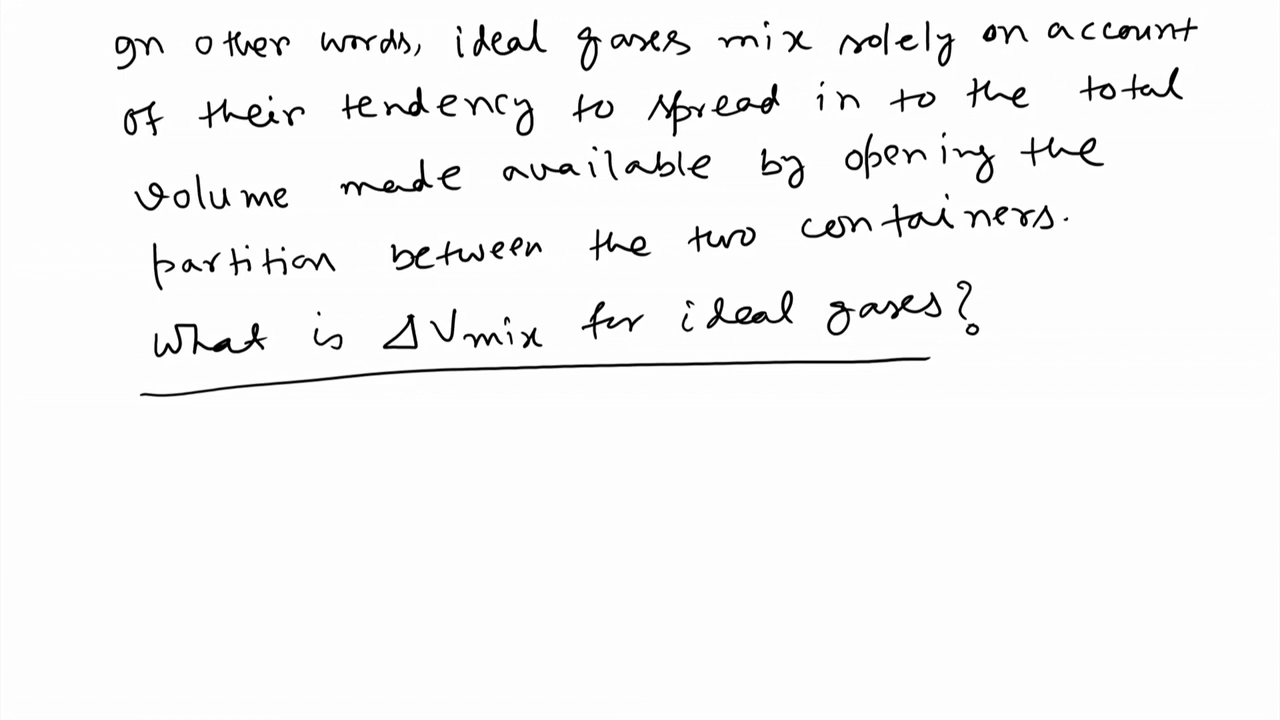 In other words, ideal gases mix solely on account
of their tendency to spread in to the total
volume made available by opening the
partition between the two containers.
What is ΔVmix for ideal gases?